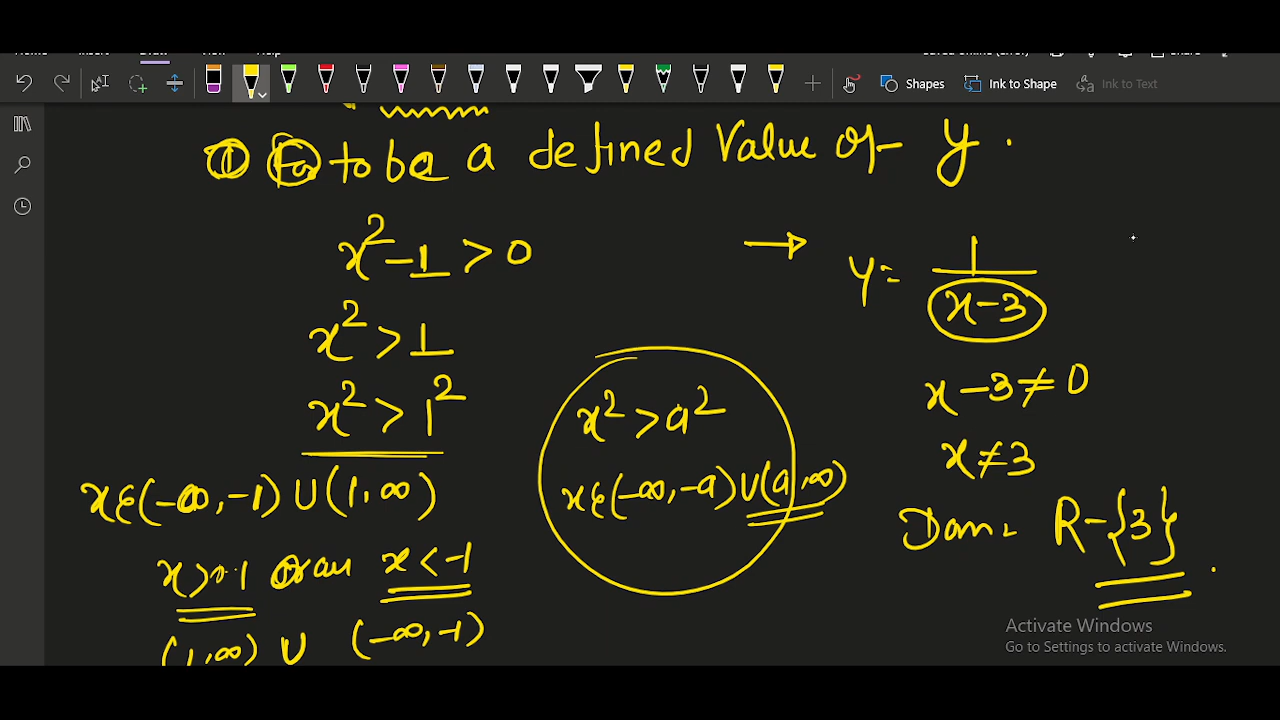 Shapes Ink to Shape Ink to Text
① to be a defined Value of y.
x²-1 > 0
x² > 1
x² > 1²
x∈(-∞,-1) U (1,∞)
x > 1 or x < -1
(1,∞) U (-∞,-1)
x² > a²
x∈(-∞,-a) U (a,∞)
→ y = 1/(x-3)
x-3 ≠ 0
x ≠ 3
Dom = R-{3}
Activate Windows
Go to Settings to activate Windows.